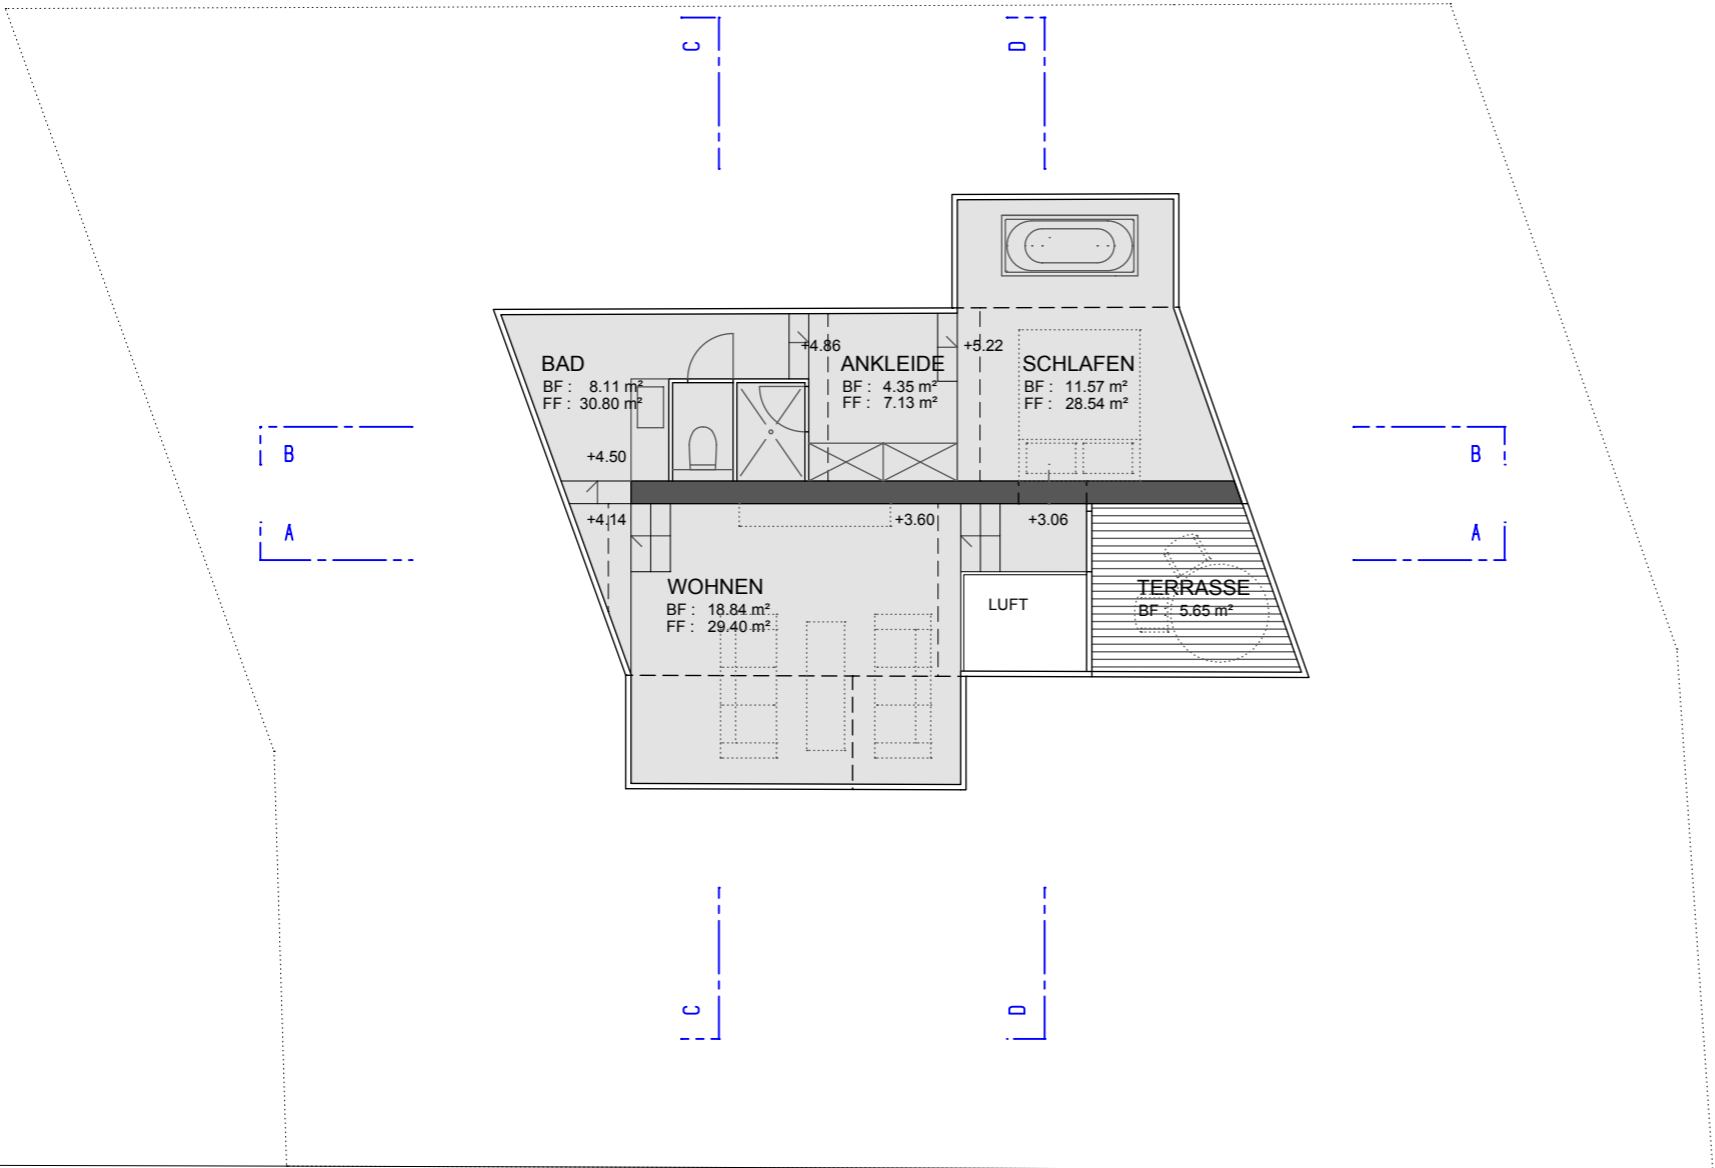 C
D
+4.86
+5.22
BAD
BF : 8.11 m²
FF : 30.80 m²
ANKLEIDE
BF : 4.35 m²
FF : 7.13 m²
SCHLAFEN
BF : 11.57 m²
FF : 28.54 m²
B
B
+4.50
+4.14
+3.60
+3.06
A
A
WOHNEN
BF : 18.84 m²
FF : 29.40 m²
LUFT
TERRASSE
BF : 5.65 m²
C
D